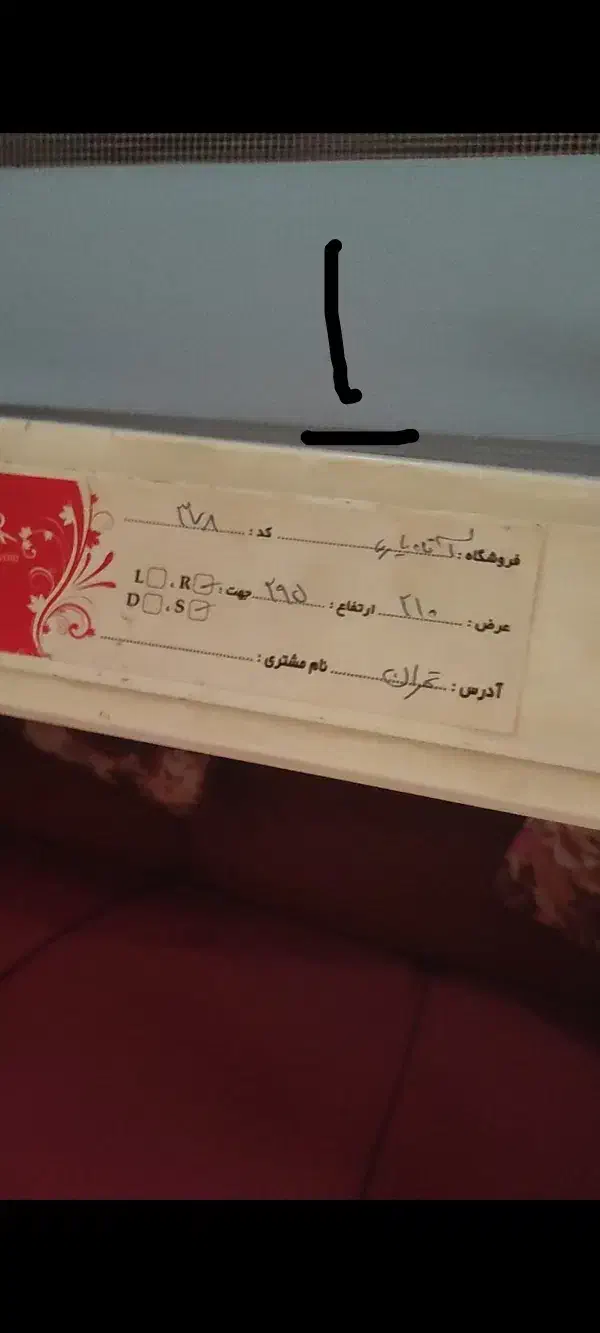 فروشگاه : کد : ۳۷۸
عرض : ۲۱۰ ارتفاع : ۲۹۵ جهت : R ☑ . L ☐
S ☑ . D ☐
آدرس : تهران نام مشتری :